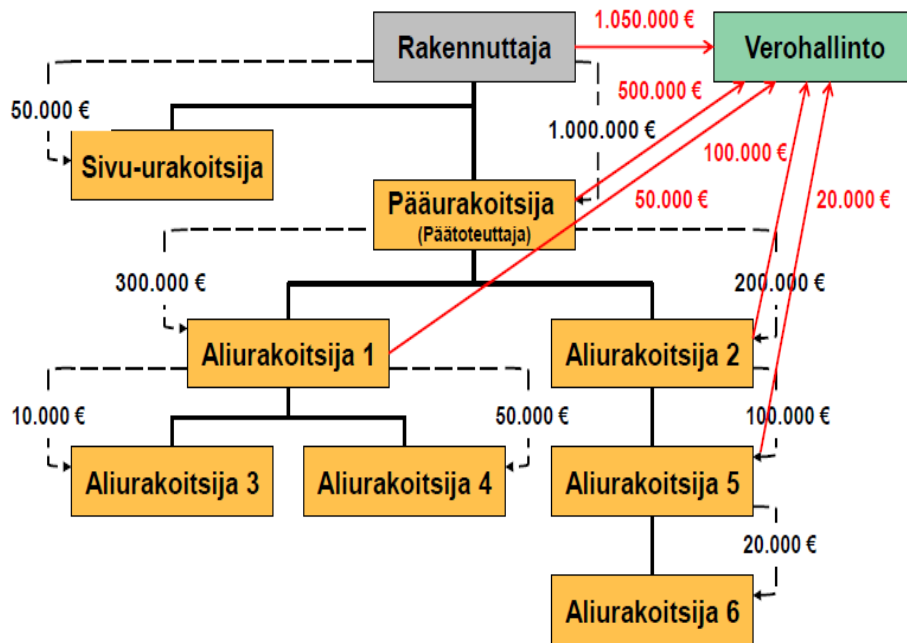 1.050.000 €
Rakennuttaja
Verohallinto
500.000 €
50.000 €
1.000.000 €
100.000 €
Sivu-urakoitsija
Pääurakoitsija
(Päätoteuttaja)
50.000 €
20.000 €
300.000 €
200.000 €
Aliurakoitsija 1
Aliurakoitsija 2
10.000 €
50.000 €
100.000 €
Aliurakoitsija 3
Aliurakoitsija 4
Aliurakoitsija 5
20.000 €
Aliurakoitsija 6